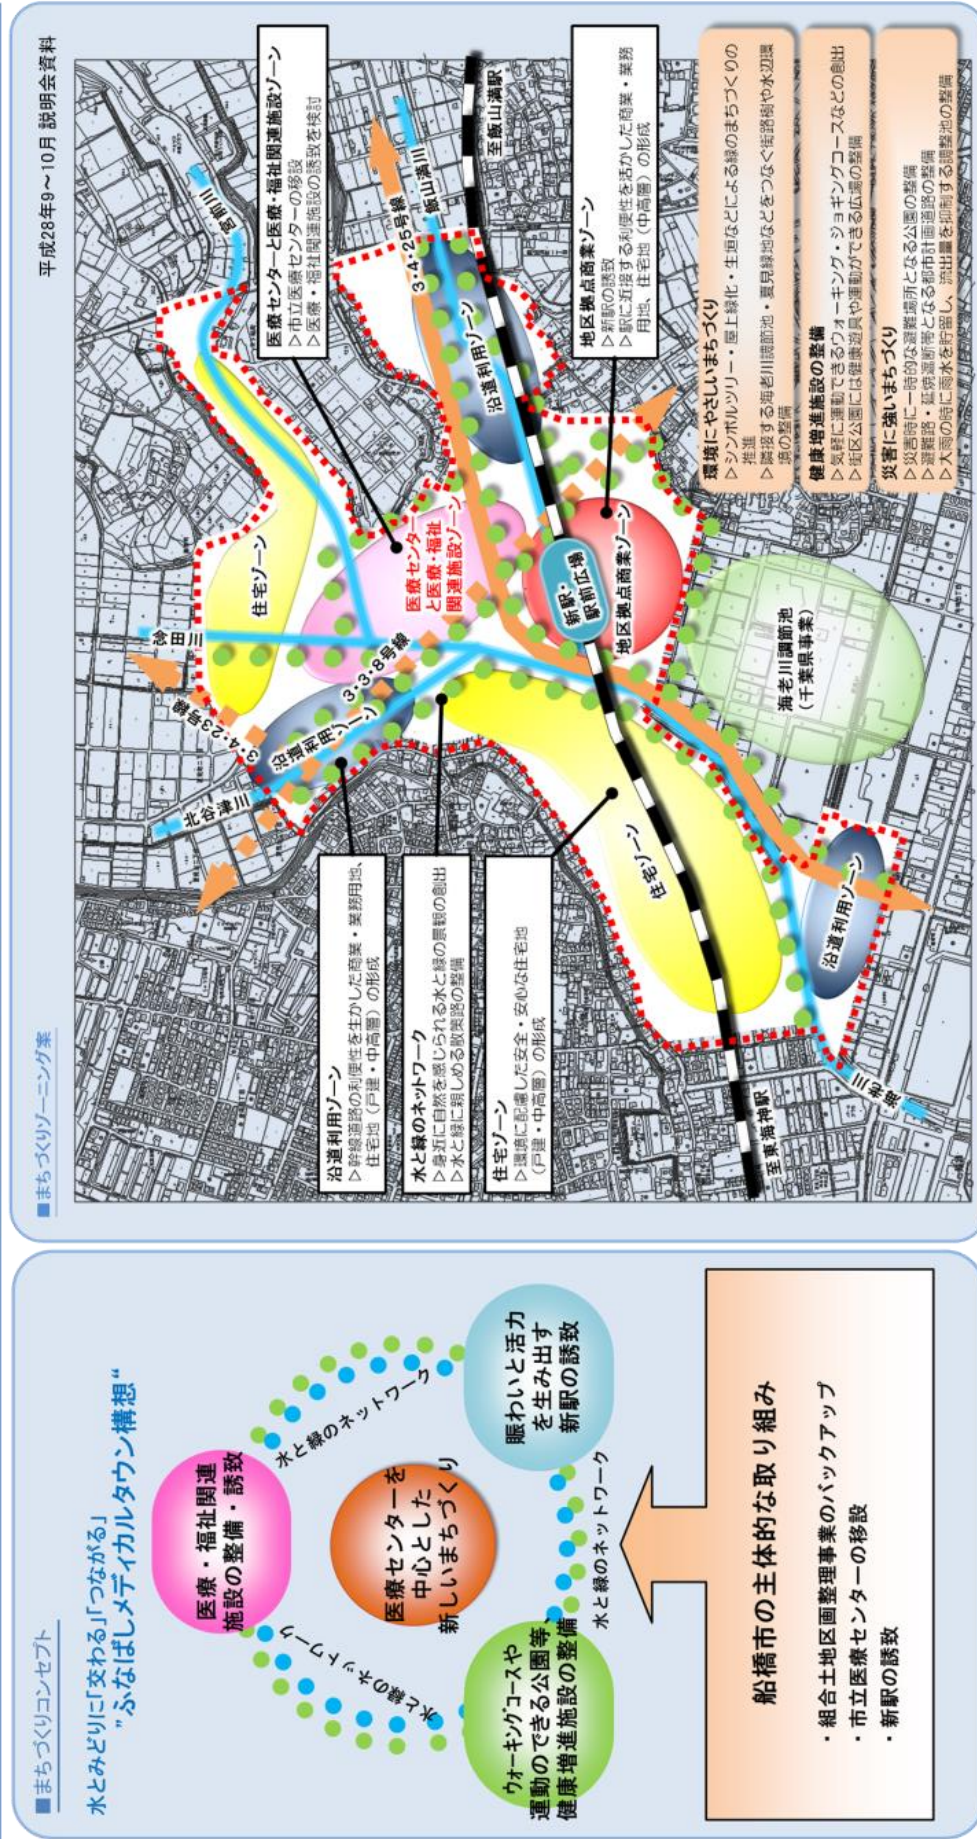 ■まちづくりコンセプト
水とみどりに「交わる」「つながる」
”ふなばしメディカルタウン構想“
医療・福祉関連
施設の整備・誘致
水と緑のネットワーク
水と緑のネットワーク
医療センターを
中心とした
新しいまちづくり
ウォーキングコースや
運動のできる公園等、
健康増進施設の整備
水と緑のネットワーク
賑わいと活力
を生み出す
新駅の誘致
船橋市の主体的な取り組み
・組合土地区画整理事業のバックアップ
・市立医療センターの移設
・新駅の誘致
■まちづくりゾーニング案
平成28年9～10月 説明会資料
沿道利用ゾーン
▷幹線道路の利便性を生かした商業・業務用地、
住宅地（戸建・中高層）の形成
水と緑のネットワーク
▷身近に自然を感じられる水と緑の景観の創出
▷水と緑に親しめる散策路の整備
住宅ゾーン
▷環境に配慮した安全・安心な住宅地
（戸建・中高層）の形成
医療センターと医療・福祉関連施設ゾーン
▷市立医療センターの移設
▷医療・福祉関連施設の誘致を検討
地区拠点商業ゾーン
▷新駅の誘致
▷駅に近接する利便性を活かした商業・業務
用地、住宅地（中高層）の形成
北谷津川
3・4・23号線
沿道利用ゾーン
3・3・8号線
住宅ゾーン
宮前川
医療センター
と医療・福祉
関連施設ゾーン
3・4・25号線
飯山満川
沿道利用ゾーン
至飯山満駅
新駅・
駅前広場
地区拠点商業ゾーン
住宅ゾーン
海老川調節池
（千葉県事業）
沿道利用ゾーン
至東海神駅
海老川
環境にやさしいまちづくり
▷シンボルツリー・屋上緑化・生垣などによる緑のまちづくりの
推進
▷隣接する海老川調節池・夏見緑地などをつなぐ街路樹や水辺環
境の整備
健康増進施設の整備
▷気軽に運動できるウォーキング・ジョギングコースなどの創出
▷街区公園には健康遊具や運動ができる広場の整備
災害に強いまちづくり
▷災害時に一時的な避難場所となる公園の整備
▷避難路・延焼遮断帯となる都市計画道路の整備
▷大雨の時に雨水を貯留し、流出量を抑制する調整池の整備